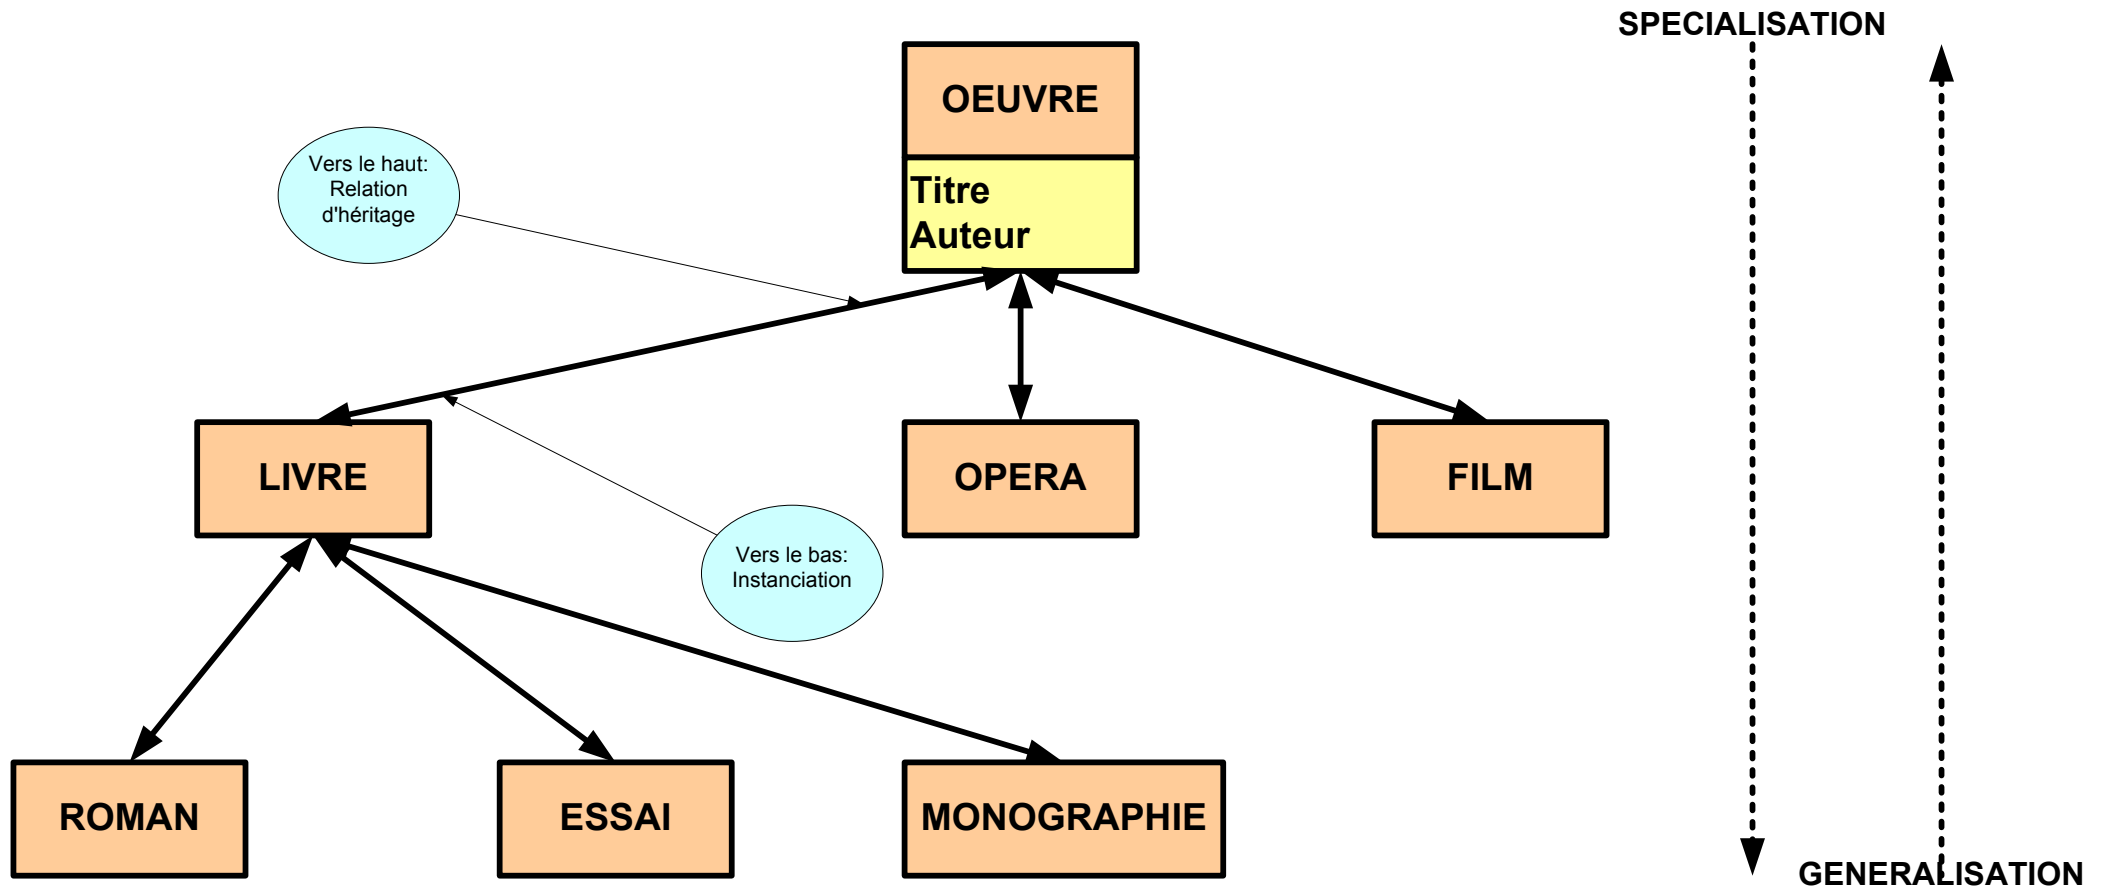 SPECIALISATION
OEUVRE
Vers le haut:
Relation
d'héritage
Titre
Auteur
LIVRE
OPERA
FILM
Vers le bas:
Instanciation
ROMAN
ESSAI
MONOGRAPHIE
GENERALISATION